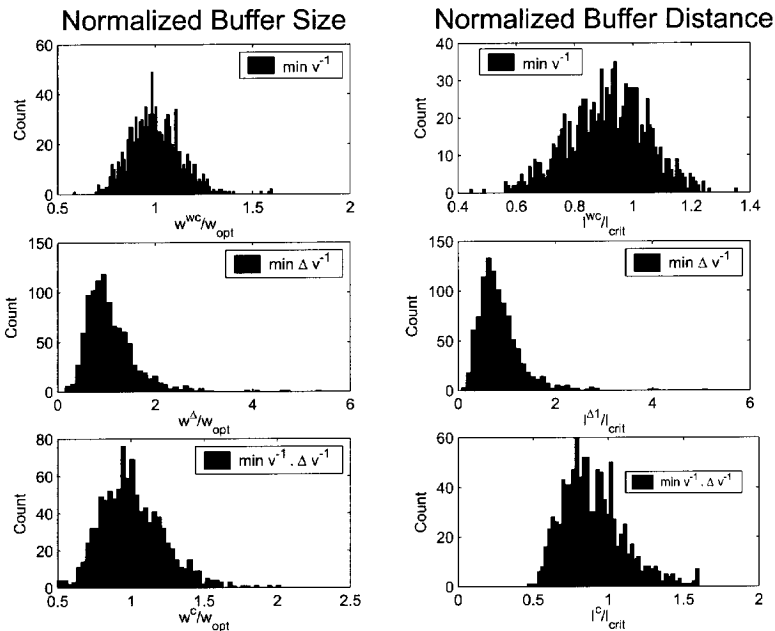 Normalized Buffer Size
Normalized Buffer Distance
60
40
20
0
Count
min v⁻¹
0.5
1
1.5
2
w^wc/w_opt
40
30
20
10
0
Count
min v⁻¹
0.4
0.6
0.8
1
1.2
1.4
l^wc/l_crit
150
100
50
0
Count
min Δ v⁻¹
0
2
4
6
w^Δ/w_opt
150
100
50
0
Count
min Δ v⁻¹
0
2
4
6
l^Δ1/l_crit
80
60
40
20
0
Count
min v⁻¹ . Δ v⁻¹
0.5
1
1.5
2
2.5
w^c/w_opt
60
40
20
0
Count
min v⁻¹ . Δ v⁻¹
0
0.5
1
1.5
2
l^c/l_crit